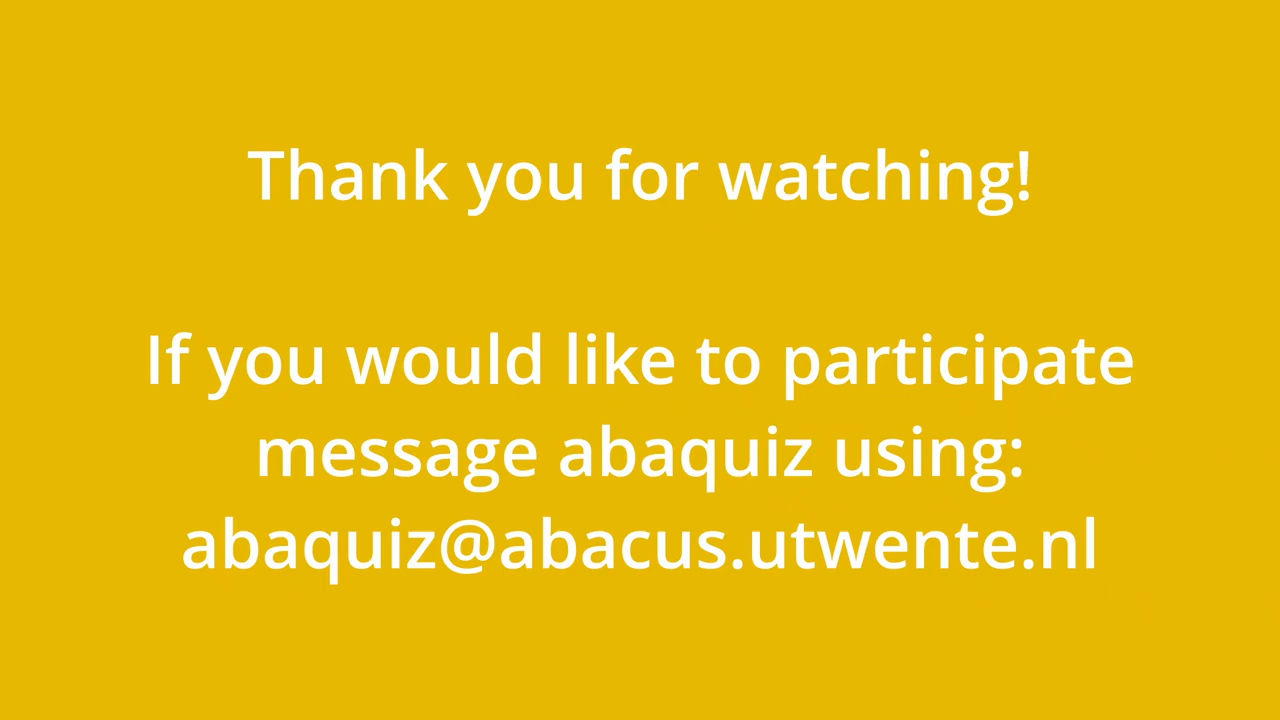 Thank you for watching!
If you would like to participate
message abaquiz using:
abaquiz@abacus.utwente.nl